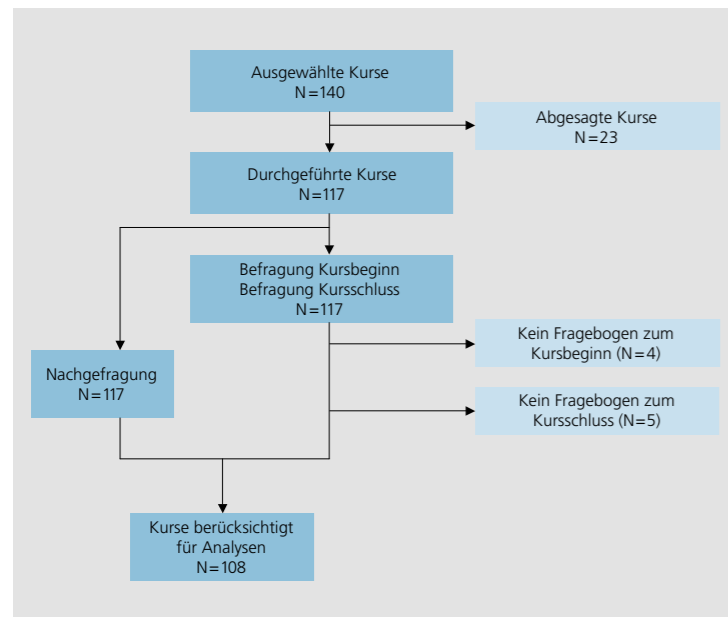 Ausgewählte Kurse
N=140
Abgesagte Kurse
N=23
Durchgeführte Kurse
N=117
Befragung Kursbeginn
Befragung Kursschluss
N=117
Kein Fragebogen zum
Kursbeginn (N=4)
Nachgefragung
N=117
Kein Fragebogen zum
Kursschluss (N=5)
Kurse berücksichtigt
für Analysen
N=108